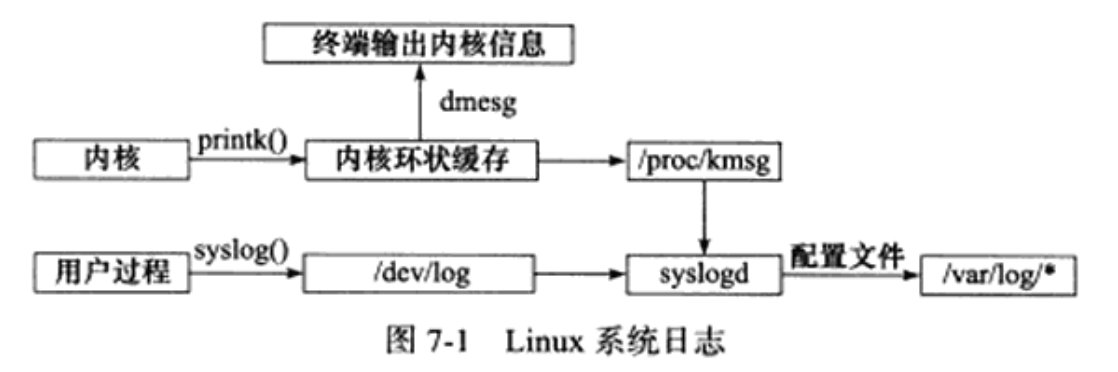 终端输出内核信息
dmesg
内核
printk()
内核环状缓存
/proc/kmsg
用户过程
syslog()
/dev/log
syslogd
配置文件
/var/log/*
图 7-1 Linux 系统日志